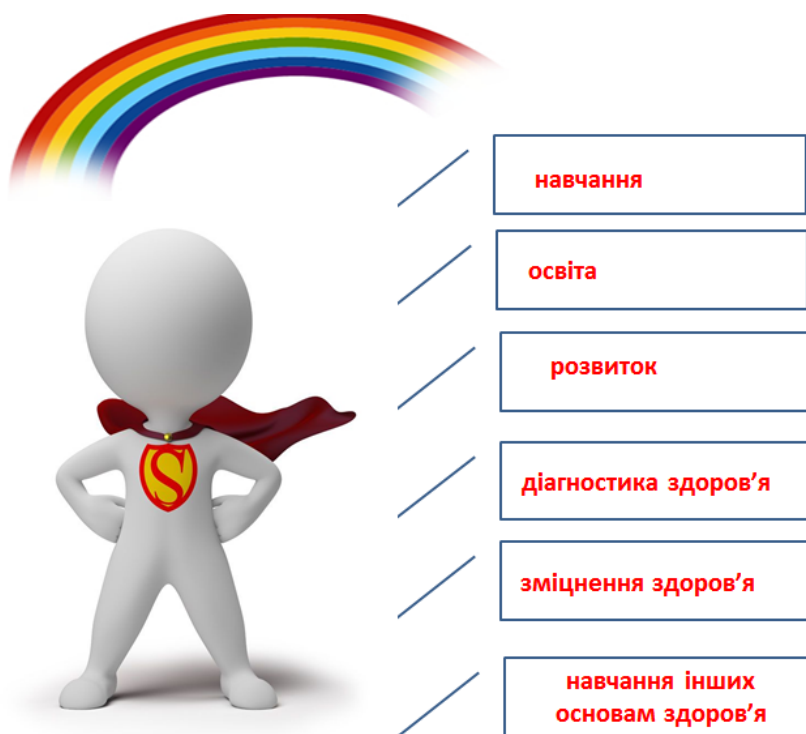 навчання
освіта
розвиток
діагностика здоров’я
зміцнення здоров’я
S
навчання інших
основам здоров’я